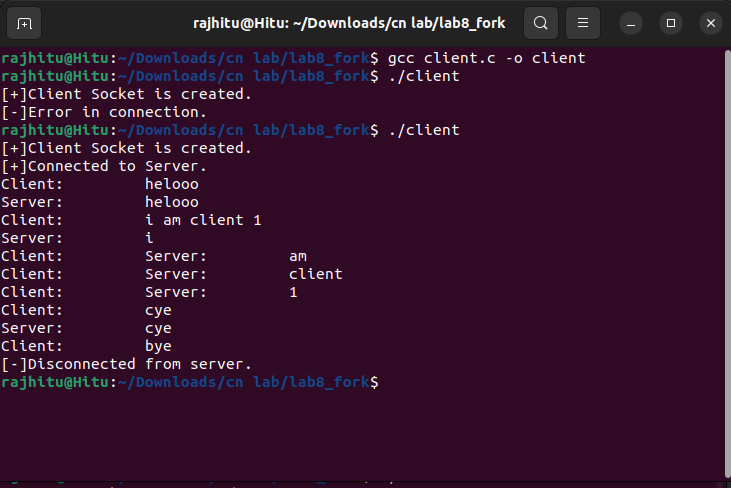 rajhitu@Hitu: ~/Downloads/cn lab/lab8_fork
rajhitu@Hitu:~/Downloads/cn lab/lab8_fork$ gcc client.c -o client
rajhitu@Hitu:~/Downloads/cn lab/lab8_fork$ ./client
[+]Client Socket is created.
[-]Error in connection.
rajhitu@Hitu:~/Downloads/cn lab/lab8_fork$ ./client
[+]Client Socket is created.
[+]Connected to Server.
Client:         helooo
Server:         helooo
Client:         i am client 1
Server:         i
Client:         Server:         am
Client:         Server:         client
Client:         Server:         1
Client:         cye
Server:         cye
Client:         bye
[-]Disconnected from server.
rajhitu@Hitu:~/Downloads/cn lab/lab8_fork$